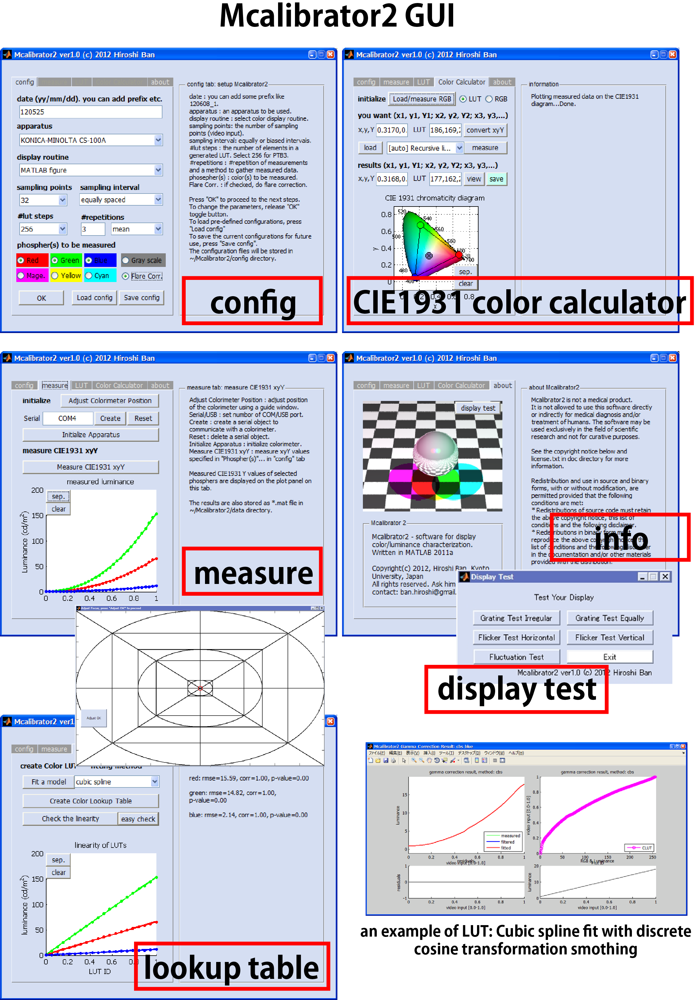 Mcalibrator2 GUI
Mcalibrator2 ver1.0 (c) 2012 Hiroshi Ban
config
about
date (yy/mm/dd). you can add prefix etc.
120525
apparatus
KONICA-MINOLTA CS-100A
display routine
MATLAB figure
sampling points sampling interval
32 equally spaced
#lut steps #repetitions
256 3 mean
phospher(s) to be measured
Red Green Blue Gray scale
Mage. Yellow Cyan Flare Corr.
OK Load config Save config
config tab: setup Mcalibrator2
date : you can add some prefix like
120608_1.
apparatus : an apparatus to be used.
display routine : select color display routine.
sampling points: the number of sampling
points (video input).
sampling interval: equally or biased intervals.
#lut steps : the number of elements in a
generated LUT. Select 256 for PTB3.
#repetitions : #repetition of measurements
and a method to gather measured data.
phosepher(s) : color(s) to be measured.
Flare Corr. : if checked, do flare correction.
Press "OK" to proceed to the next steps.
To change the parameters, release "OK"
toggle button.
To load pre-defined configurations, press
"Load config"
To save the current configurations for future
use, press "Save config".
The configuration files will be stored in
~/Mcalibrator2/config directory.
config
Mcalibrator2 ver1.0 (c) 2012 Hiroshi Ban
config measure LUT Color Calculator about
initialize Load/measure RGB LUT RGB
you want (x1, y1, Y1; x2, y2, Y2; x3, y3,...)
x,y,Y 0.3170,0. LUT 186,169,2 convert xyY
load [auto] Recursive li... measure
results (x1, y1, Y1; x2, y2, Y2; x3, y3,...)
x,y,Y 0.3168,0. LUT 177,162,2 view save
CIE 1931 chromaticity diagram
0.8 520 540
0.6 560
500 580
y 0.4 600
620
700
0.2 480
sep.
0 400
clear
0 0.2 0.4 0.6 0.8
x
information
Plotting measured data on the CIE1931
diagram...Done.
CIE1931 color calculator
Mcalibrator2 ver1.0 (c) 2012 Hiroshi Ban
config measure LUT Color Calculator about
initialize Adjust Colorimeter Position
Serial COM4 Create Reset
Initialize Apparatus
measure CIE1931 xyY
Measure CIE1931 xyY
measured luminance
sep.
clear
200
150
100
50
0
Luminance (cd/m²)
0 0.2 0.4 0.6 0.8 1
measure tab: measure CIE1931 xyY
Adjust Colorimeter Position : adjust position
of the colorimeter using a guide window.
Serial/USB : set numbor of COM/USB port.
Create : create a serial object to
communicate with a colorimeter.
Reset : delete a serial object.
Initialize Apparatus : initialize colorimeter.
Measure CIE1931 xyY : measure xyY values
specified in "Phospher(s)"... in "config" tab
Measured CIE1931 Y values of selected
phosphers are displayed on the plot panel on
this tab.
The results are also stored as *.mat file in
~/Mcalibrator2/data directory.
measure
Adjust Focus, press "Adjust OK" to proceed
Adjust OK
Mcalibrator2 ver1.0 (c) 2012 Hiroshi Ban
config measure LUT Color Calculator about
display test
Mcalibrator 2
Mcalibrator2 - software for display
color/luminance characterization.
Written in MATLAB 2011a
Copyright(c) 2012, Hiroshi Ban, Kyoto
University, Japan
All rights reserved. Ask him
contact: ban.hiroshi@gmail.
about Mcalibrator2
Mcalibrator2 is not a medical product.
It is not allowed to use this software directly
or indirectly for medical diagnosis and/or
treatment of humans. The software may be
used exclusively in the field of scientific
research and not for curative purposes.
See the copyright notice below and
license.txt in doc directory for more
information.
Redistribution and use in source and binary
forms, with or without modification, are
permitted provided that the following
conditions are met:
* Redistributions of source code must retain
the above copyright notice, this list of
conditions and the following disclaimer.
* Redistributions in binary form must
reproduce the above copyright notice, this
list of conditions and the following disclaimer
in the documentation and/or other materials
provided with the distribution.
info
Display Test
Test Your Display
Grating Test Irregular Grating Test Equally
Flicker Test Horizontal Flicker Test Vertical
Fluctuation Test Exit
Mcalibrator2 ver1.0 (c) 2012 Hiroshi Ban
display test
Mcalibrator2 ver1
config measure
create Color LUT fitting method
Fit a model cubic spline
Create Color Lookup Table
Check the linearity easy check
linearity of LUTs
sep.
clear
200
150
100
50
0
luminance (cd/m²)
0 0.2 0.4 0.6 0.8 1
LUT ID
red: rmse=15.59, corr=1.00, p-value=0.00
green: rmse=14.82, corr=1.00,
p-value=0.00
blue: rmse=2.14, corr=1.00, p-value=0.00
lookup table
Mcalibrator2 Gamma Correction Result: cbs blue
ファイル(F) 編集(E) 表示(V) 挿入(I) ツール(T) デスクトップ(D) ウィンドウ(W) ヘルプ(H)
gamma correction result, method: cbs
15
10
5
0
luminance
measured
filtered
fitted
0 0.2 0.4 0.6 0.8 1
video input [0.0-1.0]
residuals
1
0
-1
residuals
0 0.2 0.4 0.6 0.8 1
video input [0.0-1.0]
gamma correction result, method: cbs
1
0.8
0.6
0.4
0.2
0
video input [0.0-1.0]
CLUT
0 50 100 150 200 250
lut ID
RGB & Luminance
20
10
0
luminance
0 0.2 0.4 0.6 0.8 1
video input [0.0-1.0]
an example of LUT: Cubic spline fit with discrete
cosine transformation smothing